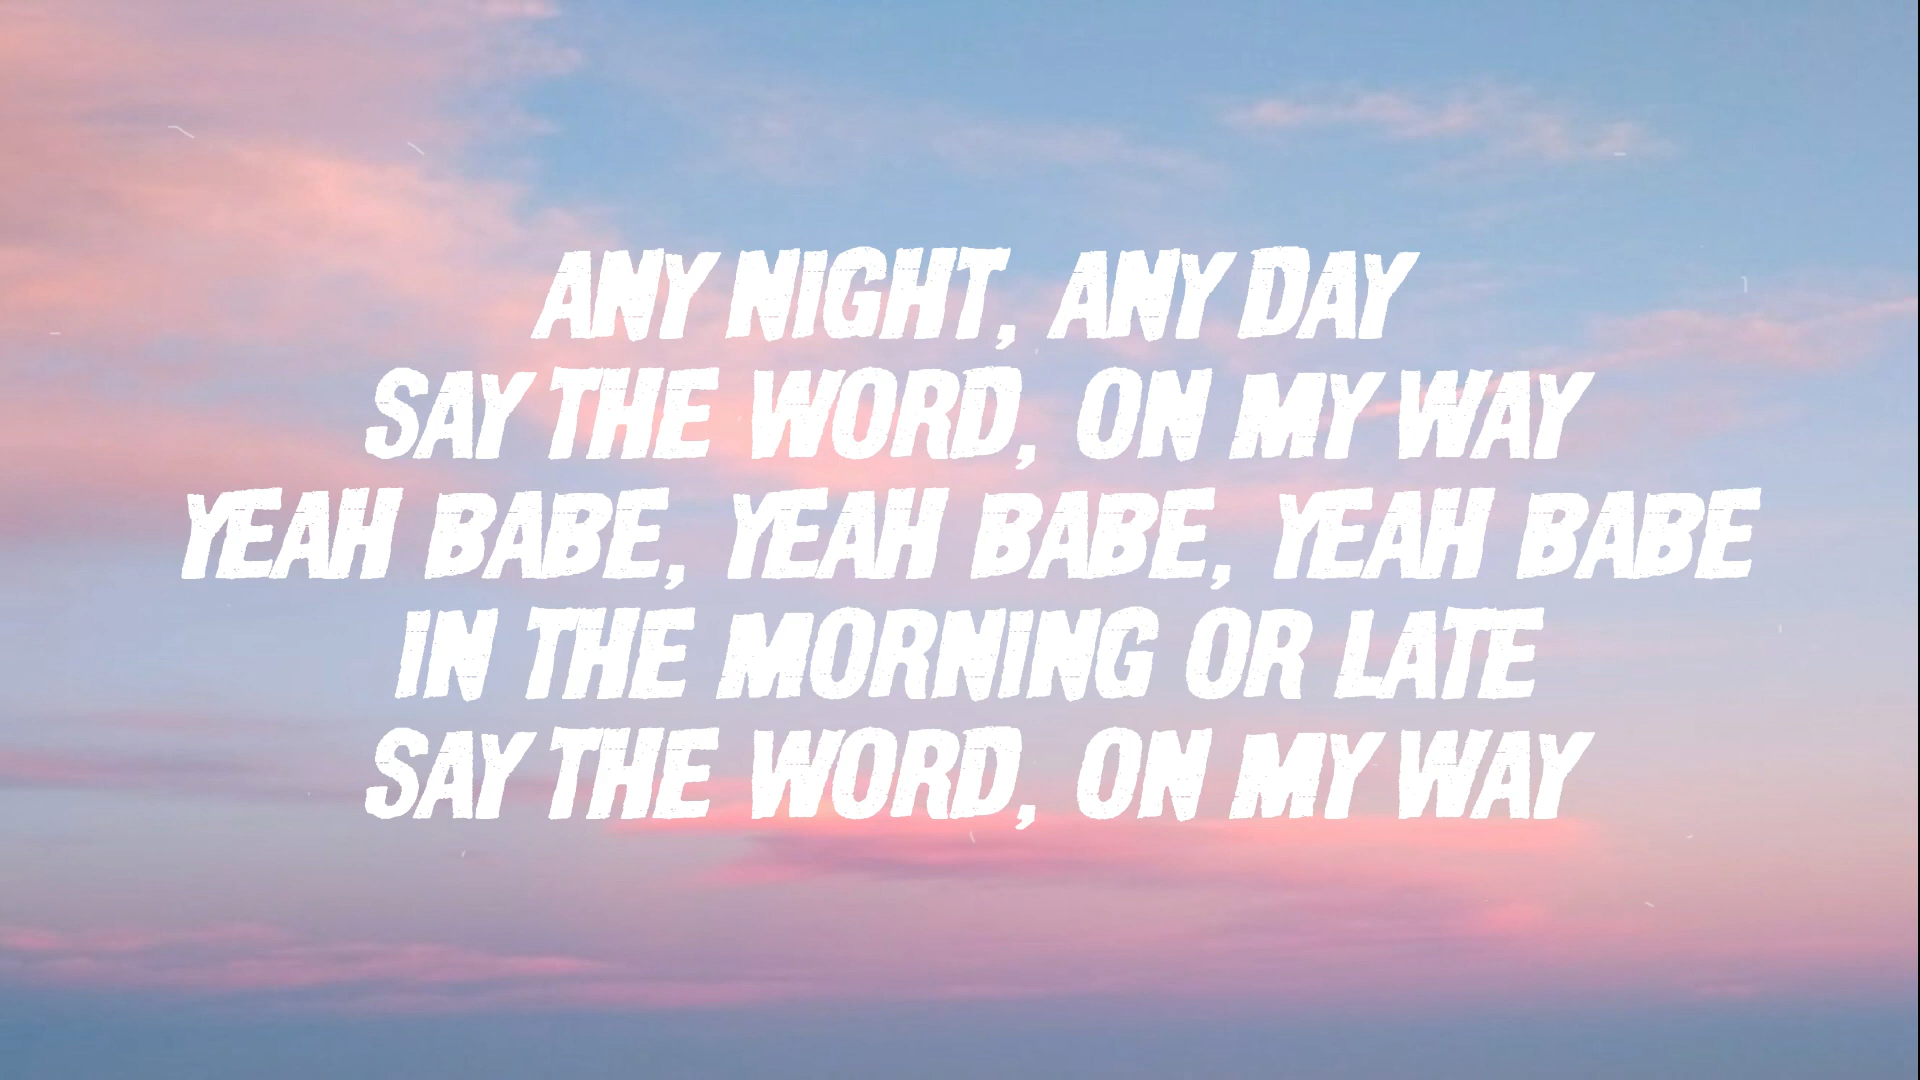 ANY NIGHT, ANY DAY
SAY THE WORD, ON MY WAY
YEAH BABE, YEAH BABE, YEAH BABE
IN THE MORNING OR LATE
SAY THE WORD, ON MY WAY